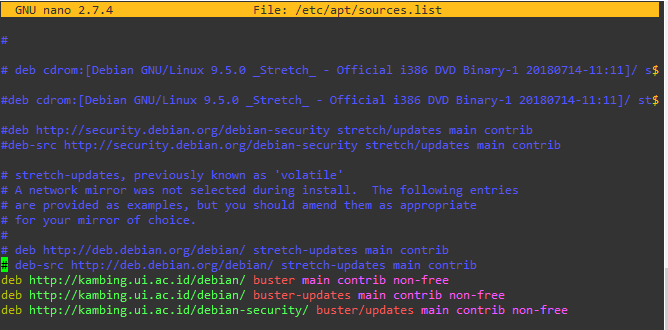 GNU nano 2.7.4 File: /etc/apt/sources.list
#
# deb cdrom:[Debian GNU/Linux 9.5.0 _Stretch_ - Official i386 DVD Binary-1 20180714-11:11]/ st$
#deb cdrom:[Debian GNU/Linux 9.5.0 _Stretch_ - Official i386 DVD Binary-1 20180714-11:11]/ st$
#deb http://security.debian.org/debian-security stretch/updates main contrib
#deb-src http://security.debian.org/debian-security stretch/updates main contrib
# stretch-updates, previously known as 'volatile'
# A network mirror was not selected during install.  The following entries
# are provided as examples, but you should amend them as appropriate
# for your mirror of choice.
#
# deb http://deb.debian.org/debian/ stretch-updates main contrib
# deb-src http://deb.debian.org/debian/ stretch-updates main contrib
deb http://kambing.ui.ac.id/debian/ buster main contrib non-free
deb http://kambing.ui.ac.id/debian/ buster-updates main contrib non-free
deb http://kambing.ui.ac.id/debian-security/ buster/updates main contrib non-free